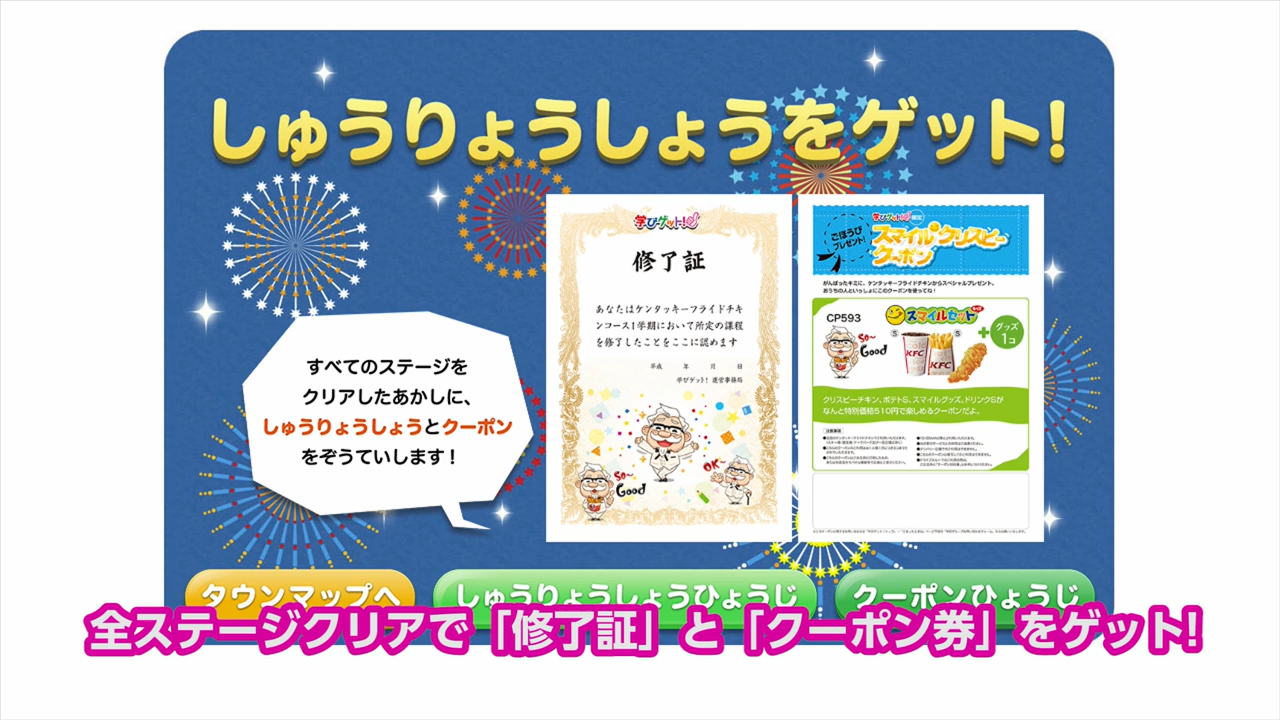 しゅうりょうしょうをゲット!
すべてのステージを
クリアしたあかしに、
しゅうりょうしょうとクーポン
をぞうていします!
学びゲット!
修了証
あなたはケンタッキーフライドチキ
ンコース1学期において所定の課程
を修了したことをここに認めます
平成 年 月 日
学びゲット! 運営事務局
So~
Good
OK~
学びゲット! 限定
ごほうび
プレゼント!
スマイル・クリスピー
クーポン
がんばったキミに、ケンタッキーフライドチキンからスペシャルプレゼント。
おうちの人といっしょにこのクーポンを使ってね!
CP593
スマイルセット
So~
Good
S
S
KFC
KFC
グッズ
1コ
クリスピーチキン、ポテトS、スマイルグッズ、ドリンクSが
なんと特別価格510円で楽しめるクーポンだよ。
注意事項
タウンマップへ
しゅうりょうしょうひょうじ
クーポンひょうじ
全ステージクリアで「修了証」と「クーポン券」をゲット!